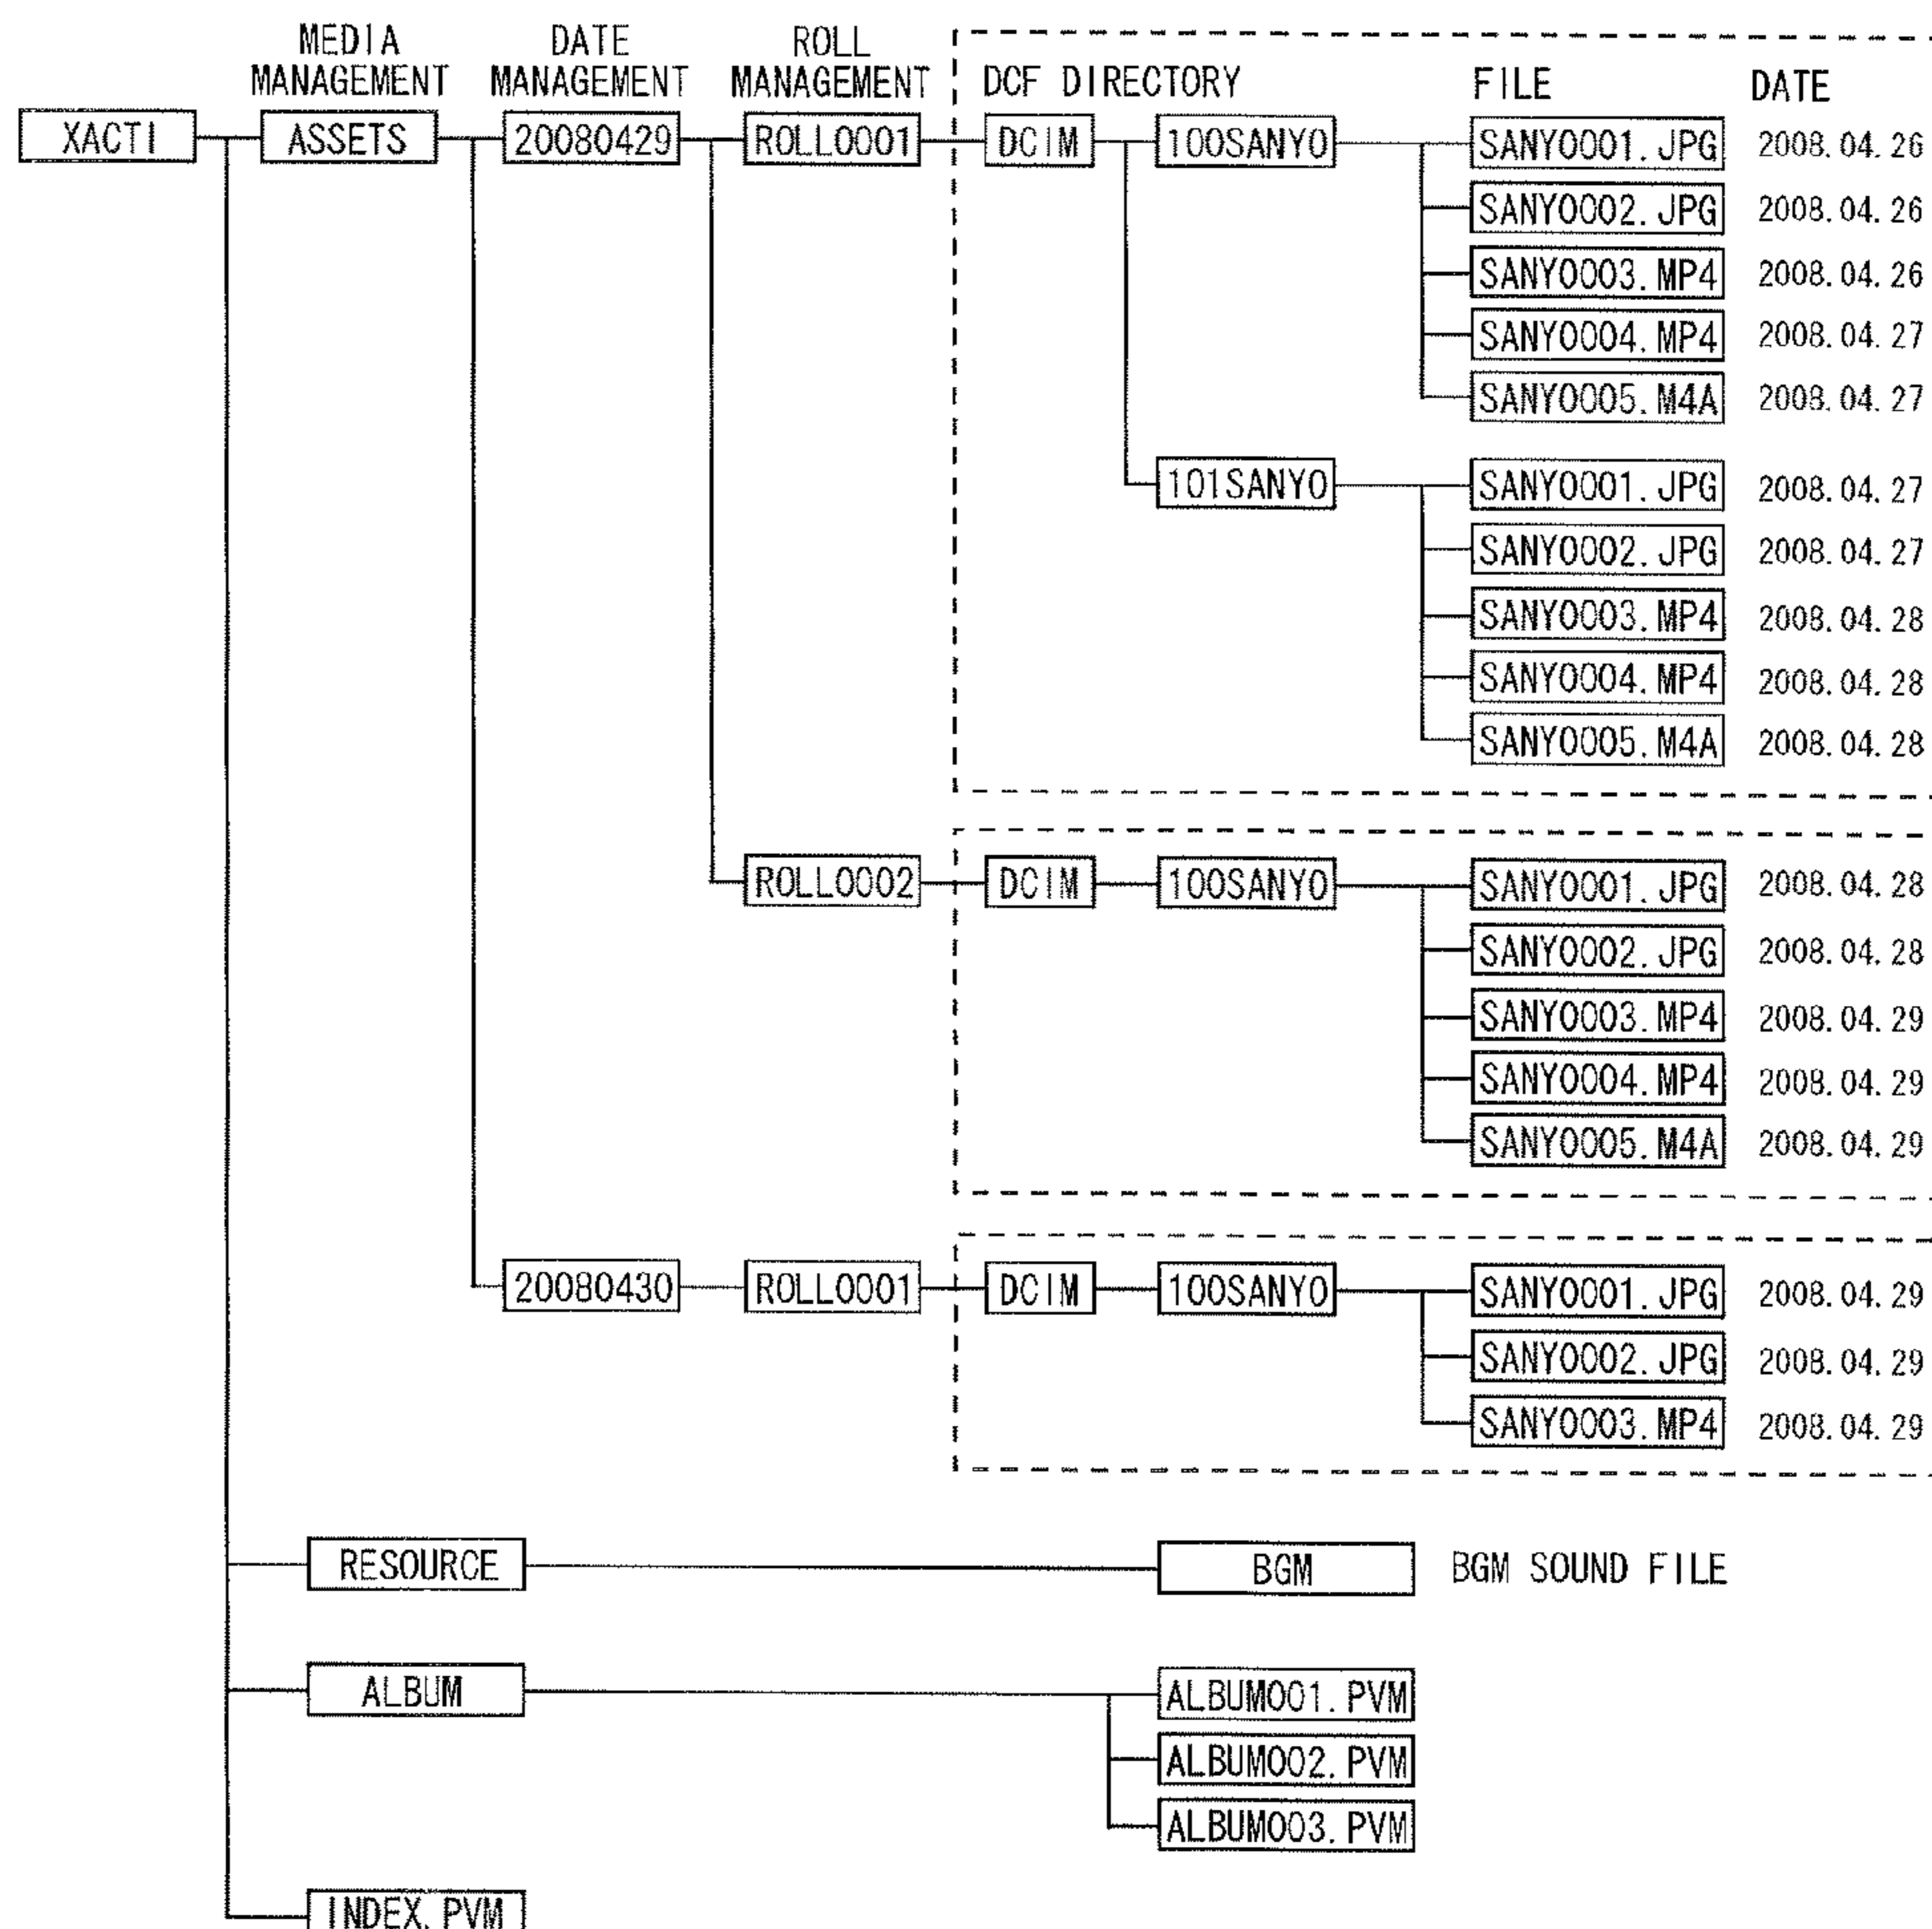 MEDIA MANAGEMENT
DATE MANAGEMENT
ROLL MANAGEMENT
DCF DIRECTORY FILE DATE
XACTI ASSETS 20080429 ROLL0001 DCIM 100SANYO SANY0001.JPG 2008.04.26
SANY0002.JPG 2008.04.26
SANY0003.MP4 2008.04.26
SANY0004.MP4 2008.04.27
SANY0005.M4A 2008.04.27
101SANYO SANY0001.JPG 2008.04.27
SANY0002.JPG 2008.04.27
SANY0003.MP4 2008.04.28
SANY0004.MP4 2008.04.28
SANY0005.M4A 2008.04.28
ROLL0002 DCIM 100SANYO SANY0001.JPG 2008.04.28
SANY0002.JPG 2008.04.28
SANY0003.MP4 2008.04.29
SANY0004.MP4 2008.04.29
SANY0005.M4A 2008.04.29
20080430 ROLL0001 DCIM 100SANYO SANY0001.JPG 2008.04.29
SANY0002.JPG 2008.04.29
SANY0003.MP4 2008.04.29
RESOURCE BGM BGM SOUND FILE
ALBUM ALBUM001.PVM
ALBUM002.PVM
ALBUM003.PVM
INDEX.PVM